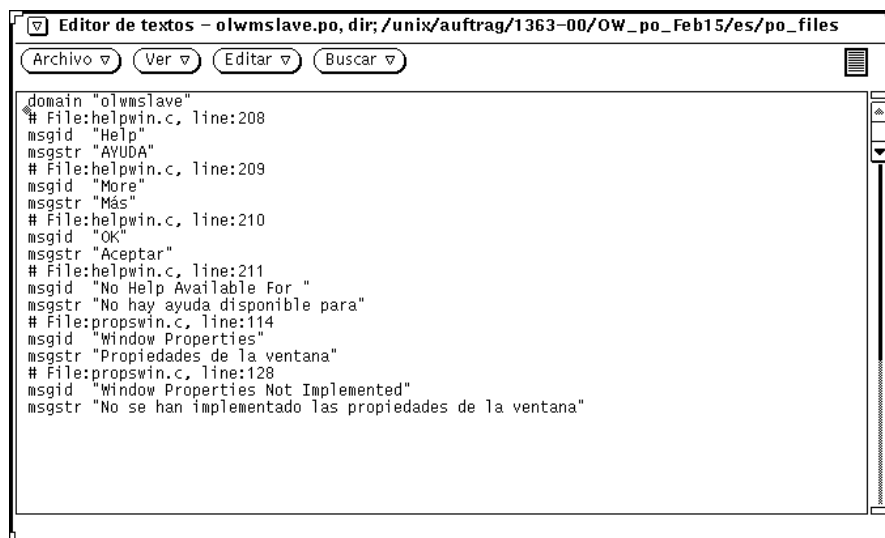 Editor de textos – olwmslave.po, dir; /unix/auftrag/1363-00/OW_po_Feb15/es/po_files
Archivo Ver Editar Buscar
domain "olwmslave"
# File:helpwin.c, line:208
msgid  "Help"
msgstr "AYUDA"
# File:helpwin.c, line:209
msgid  "More"
msgstr "Más"
# File:helpwin.c, line:210
msgid  "OK"
msgstr "Aceptar"
# File:helpwin.c, line:211
msgid  "No Help Available For "
msgstr "No hay ayuda disponible para"
# File:propswin.c, line:114
msgid  "Window Properties"
msgstr "Propiedades de la ventana"
# File:propswin.c, line:128
msgid  "Window Properties Not Implemented"
msgstr "No se han implementado las propiedades de la ventana"